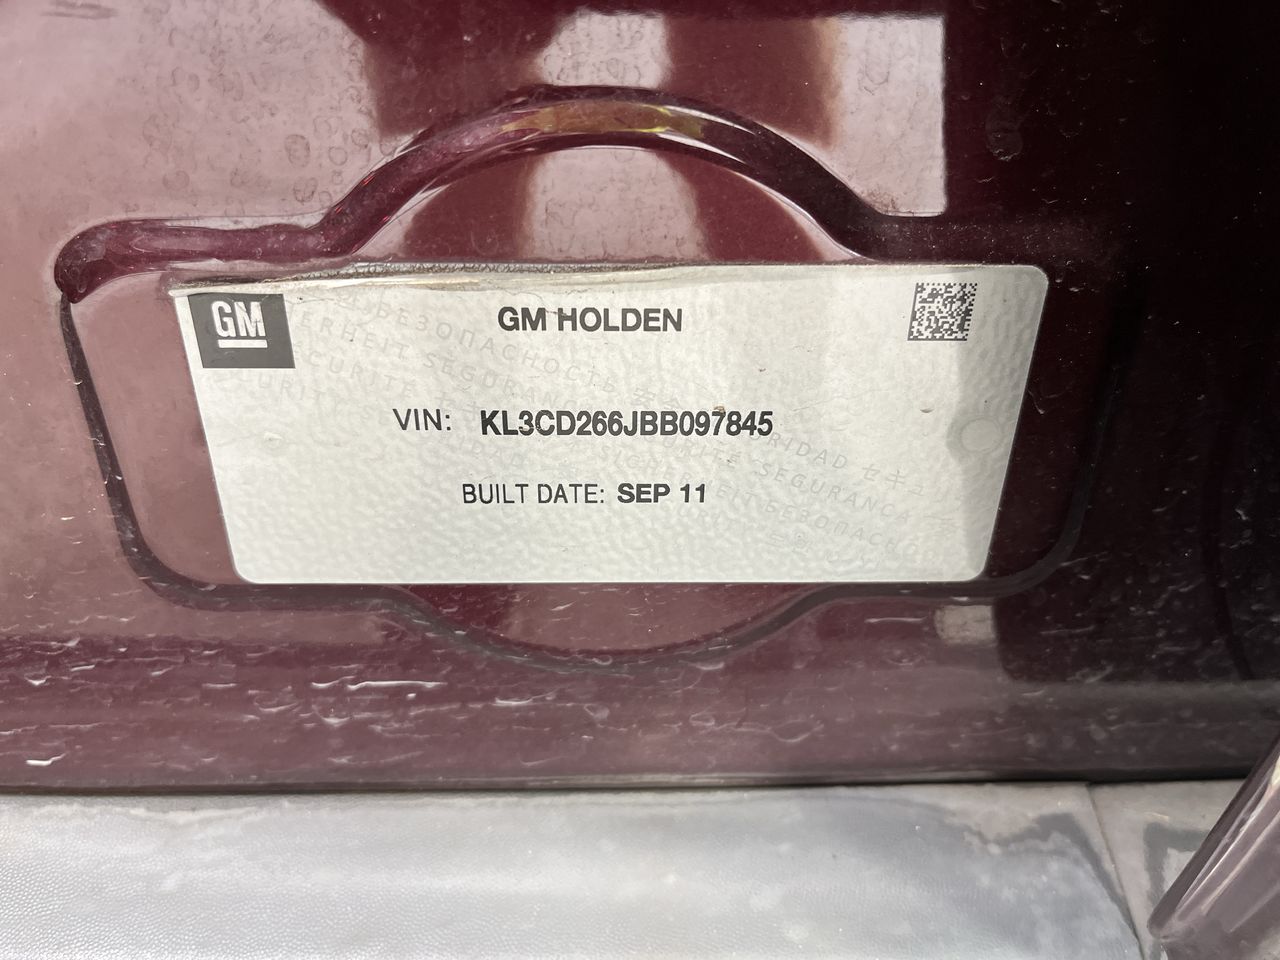 GM
GM HOLDEN
VIN: KL3CD266JBB097845
BUILT DATE: SEP 11